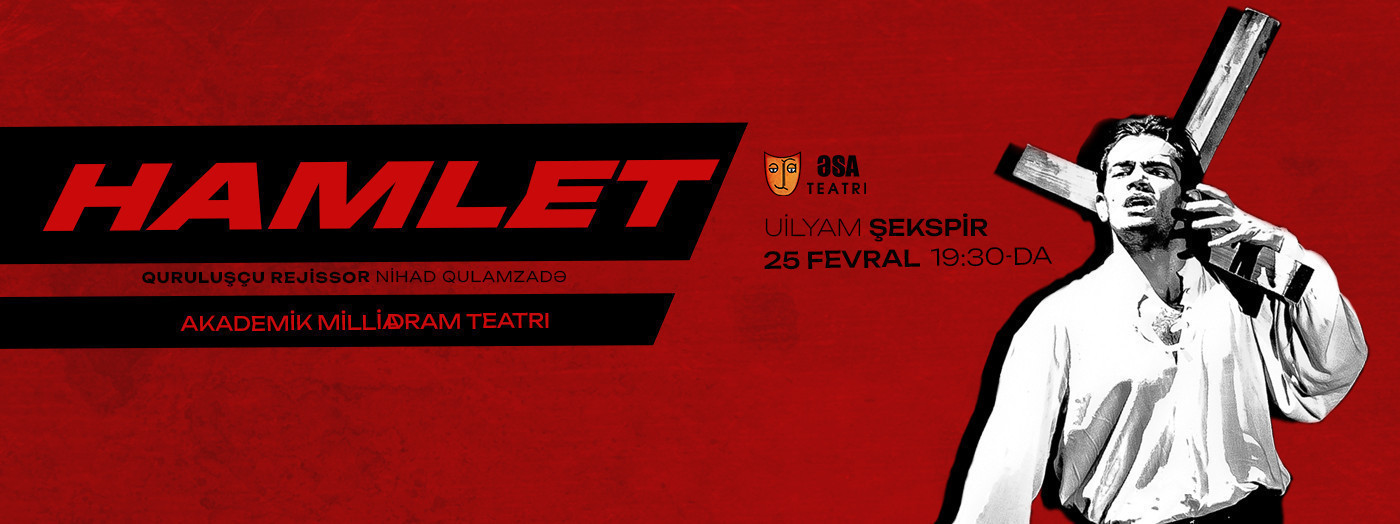 HAMLET
QURULUŞÇU REJİSSOR NİHAD QULAMZADƏ
AKADEMİK MİLLİ DRAM TEATRI
ƏSA
TEATRI
UİLYAM ŞEKSPİR
25 FEVRAL 19:30-DA